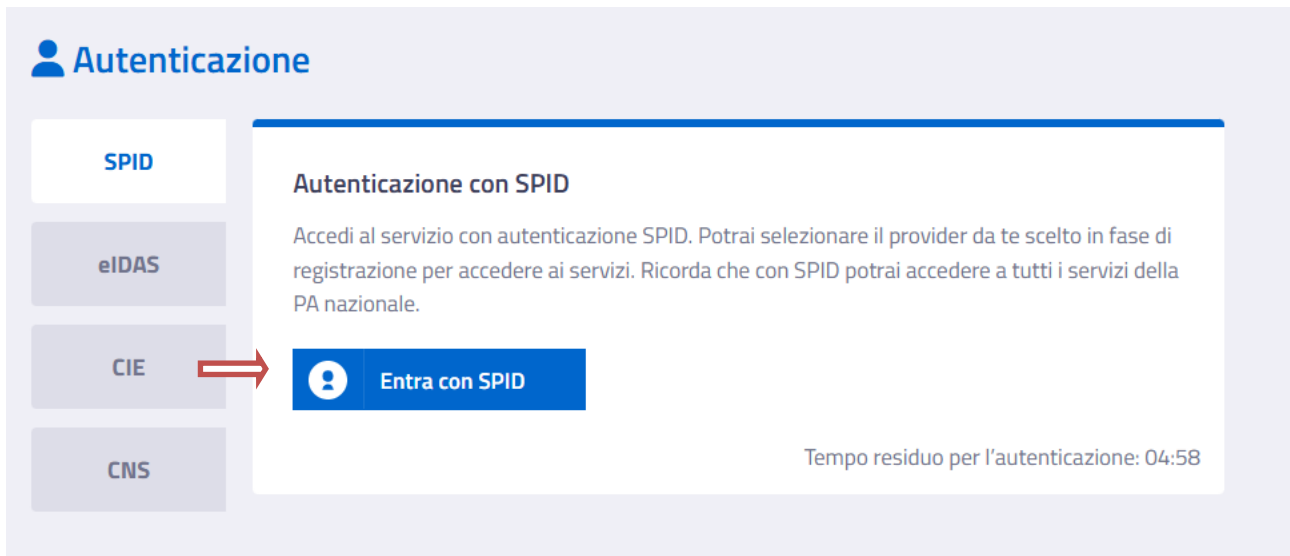 Autenticazione
SPID
eIDAS
CIE
CNS
Autenticazione con SPID
Accedi al servizio con autenticazione SPID. Potrai selezionare il provider da te scelto in fase di
registrazione per accedere ai servizi. Ricorda che con SPID potrai accedere a tutti i servizi della
PA nazionale.
Entra con SPID
Tempo residuo per l'autenticazione: 04:58